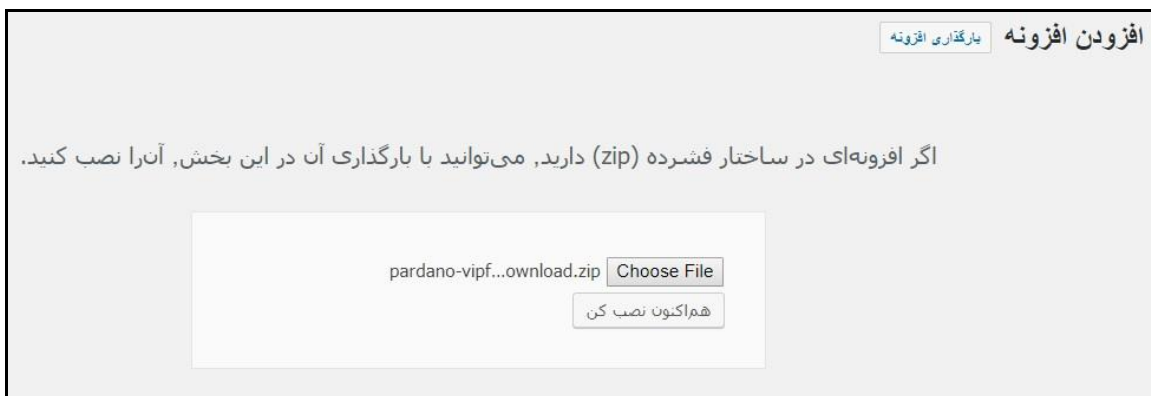 افزودن افزونه بارگذاری افزونه
اگر افزونه‌ای در ساختار فشرده (zip) دارید, می‌توانید با بارگذاری آن در این بخش, آن‌را نصب کنید.
Choose File pardano-vipf...ownload.zip
هم‌اکنون نصب کن